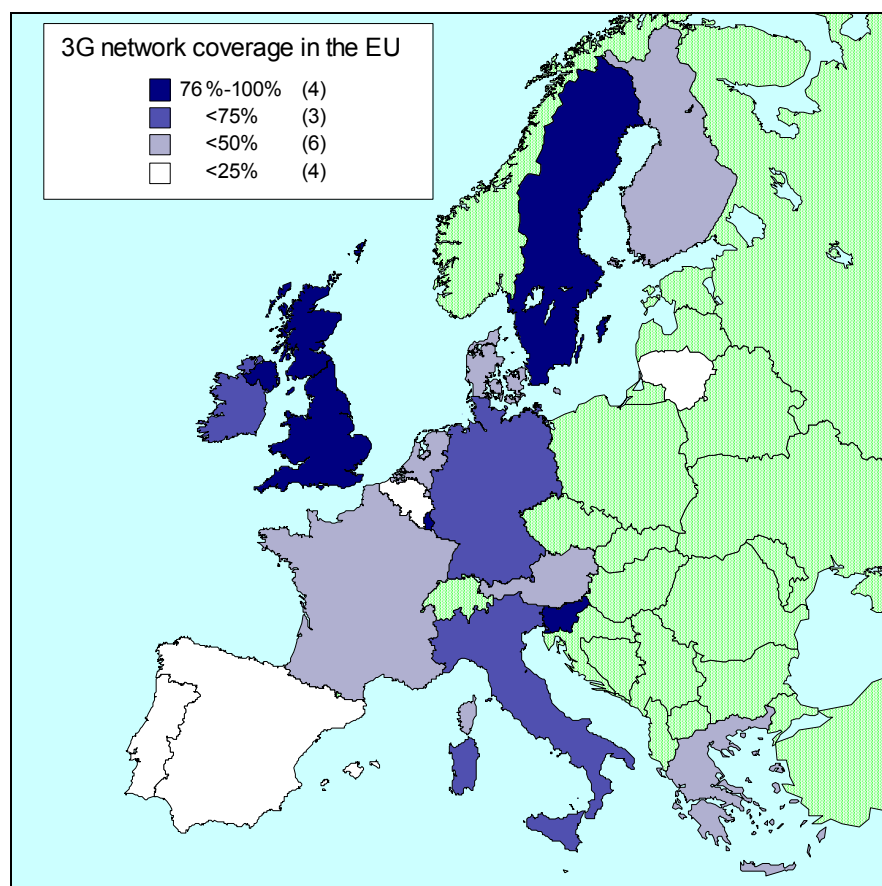 3G network coverage in the EU
76%-100% (4)
<75% (3)
<50% (6)
<25% (4)